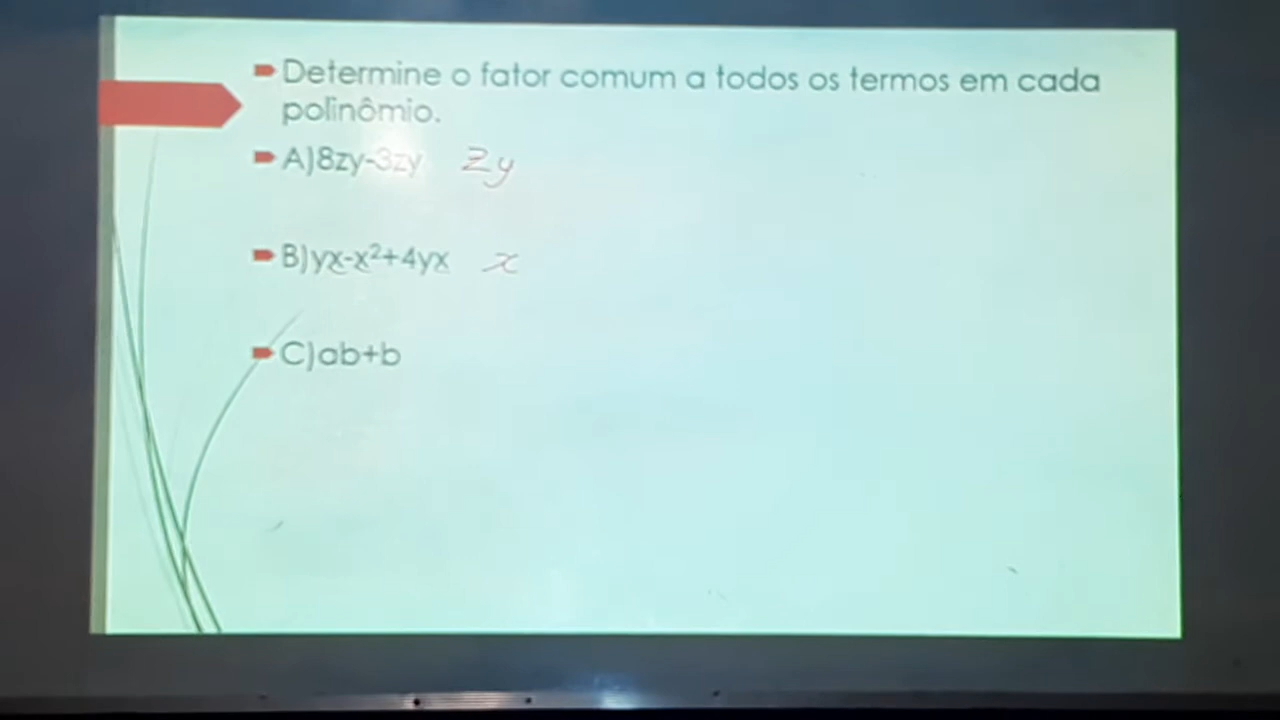 Determine o fator comum a todos os termos em cada
polinômio.
A)8zy-3zy zy
B)yx-x²+4yx x
C)ab+b